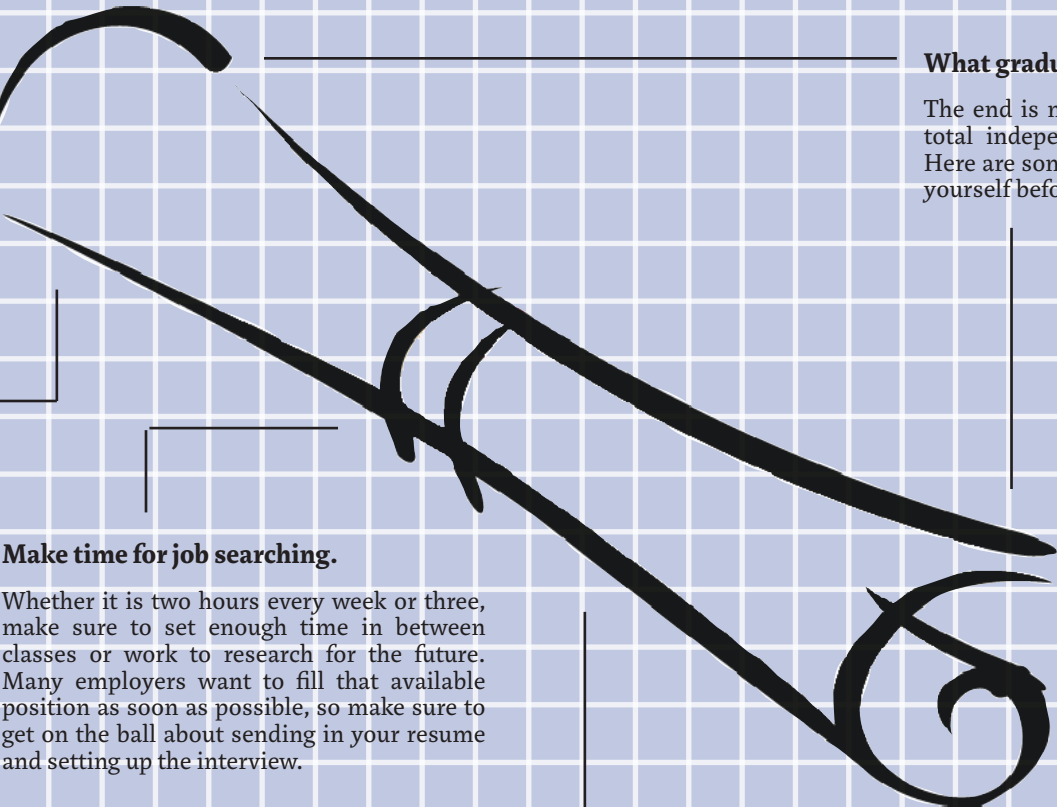 What gradu
The end is n
total indepe
Here are som
yourself befo
Make time for job searching.
Whether it is two hours every week or three,
make sure to set enough time in between
classes or work to research for the future.
Many employers want to fill that available
position as soon as possible, so make sure to
get on the ball about sending in your resume
and setting up the interview.